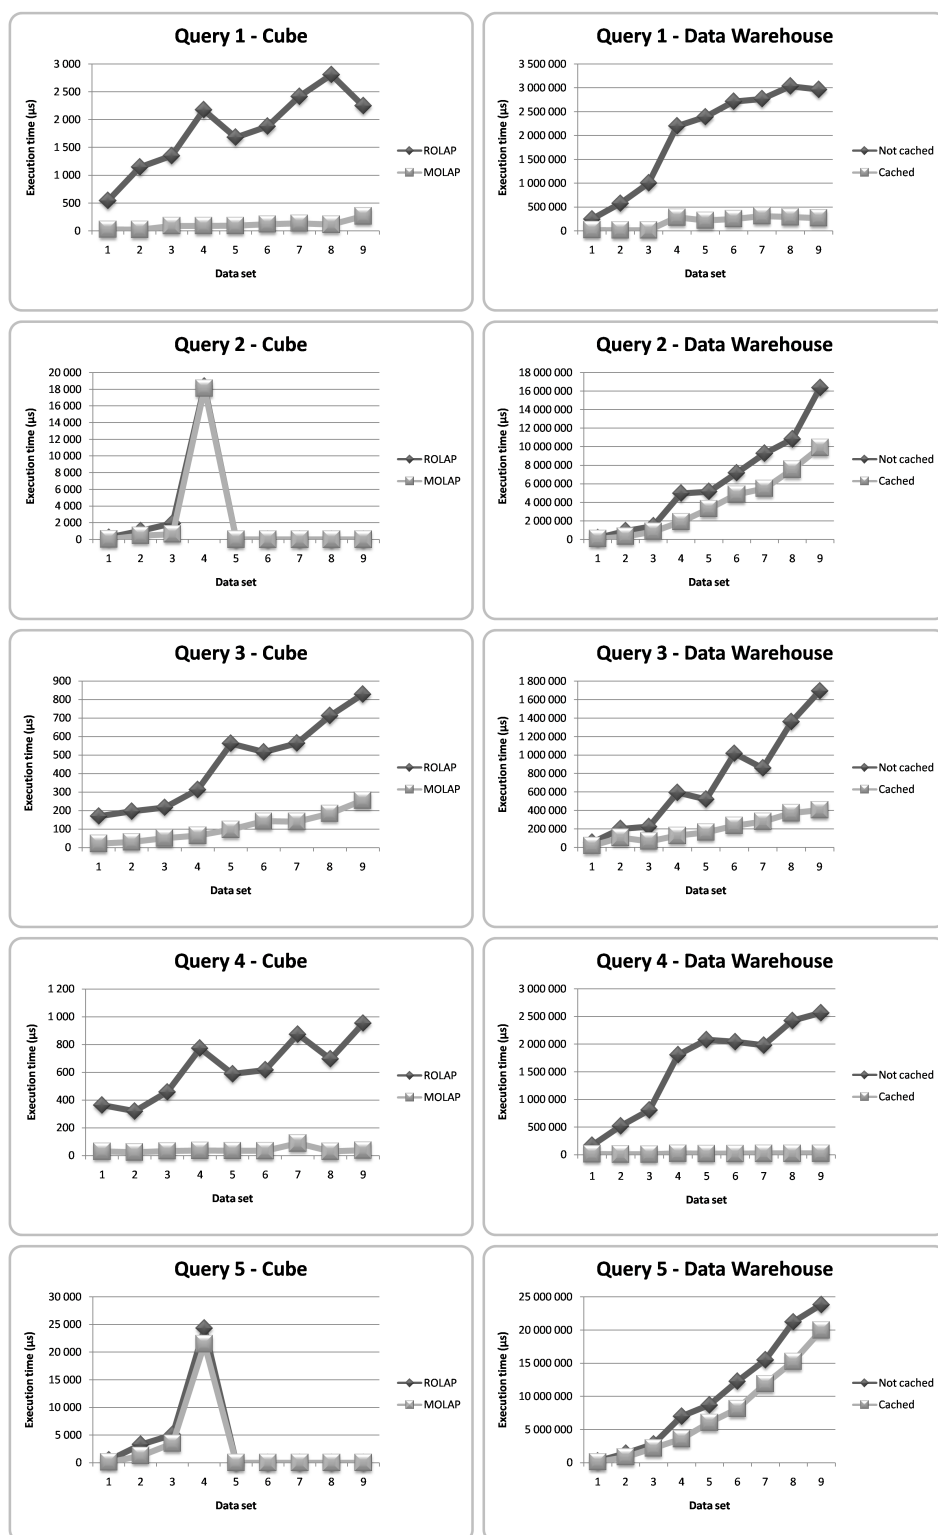 Query 1 - Cube
Execution time (µs)
3 000
2 500
2 000
1 500
1 000
500
0
1 2 3 4 5 6 7 8 9
Data set
ROLAP
MOLAP
Query 1 - Data Warehouse
Execution time (µs)
3 500 000
3 000 000
2 500 000
2 000 000
1 500 000
1 000 000
500 000
0
1 2 3 4 5 6 7 8 9
Data set
Not cached
Cached
Query 2 - Cube
Execution time (µs)
20 000
18 000
16 000
14 000
12 000
10 000
8 000
6 000
4 000
2 000
0
1 2 3 4 5 6 7 8 9
Data set
ROLAP
MOLAP
Query 2 - Data Warehouse
Execution time (µs)
18 000 000
16 000 000
14 000 000
12 000 000
10 000 000
8 000 000
6 000 000
4 000 000
2 000 000
0
1 2 3 4 5 6 7 8 9
Data set
Not cached
Cached
Query 3 - Cube
Execution time (µs)
900
800
700
600
500
400
300
200
100
0
1 2 3 4 5 6 7 8 9
Data set
ROLAP
MOLAP
Query 3 - Data Warehouse
Execution time (µs)
1 800 000
1 600 000
1 400 000
1 200 000
1 000 000
800 000
600 000
400 000
200 000
0
1 2 3 4 5 6 7 8 9
Data set
Not cached
Cached
Query 4 - Cube
Execution time (µs)
1 200
1 000
800
600
400
200
0
1 2 3 4 5 6 7 8 9
Data set
ROLAP
MOLAP
Query 4 - Data Warehouse
Execution time (µs)
3 000 000
2 500 000
2 000 000
1 500 000
1 000 000
500 000
0
1 2 3 4 5 6 7 8 9
Data set
Not cached
Cached
Query 5 - Cube
Execution time (µs)
30 000
25 000
20 000
15 000
10 000
5 000
0
1 2 3 4 5 6 7 8 9
Data set
ROLAP
MOLAP
Query 5 - Data Warehouse
Execution time (µs)
25 000 000
20 000 000
15 000 000
10 000 000
5 000 000
0
1 2 3 4 5 6 7 8 9
Data set
Not cached
Cached